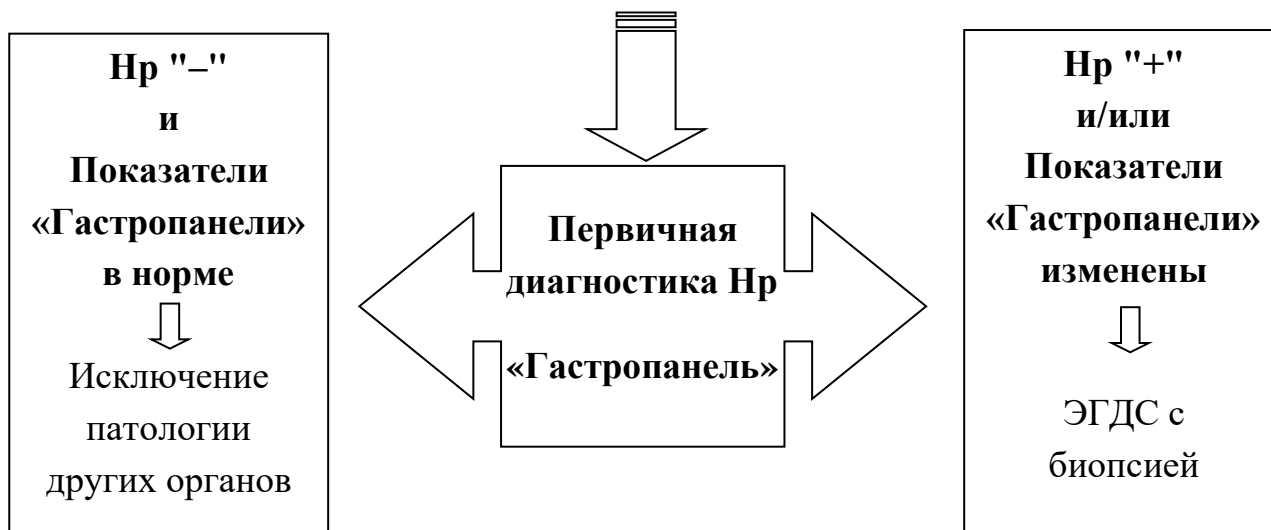 Нр "–"
и
Показатели
«Гастропанели»
в норме
Исключение
патологии
других органов
Первичная
диагностика Нр
«Гастропанель»
Нр "+"
и/или
Показатели
«Гастропанели»
изменены
ЭГДС с
биопсией